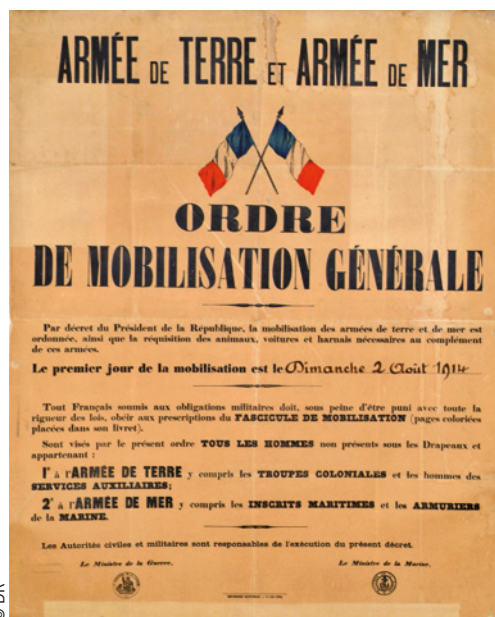 ARMÉE DE TERRE ET ARMÉE DE MER
ORDRE
DE MOBILISATION GÉNÉRALE
Par décret du Président de la République, la mobilisation des armées de terre et de mer est
ordonnée, ainsi que la réquisition des animaux, voitures et harnais nécessaires au complément
de ces armées.
Le premier jour de la mobilisation est le Dimanche 2 Août 1914
Tout Français soumis aux obligations militaires doit, sous peine d'être puni avec toute la
rigueur des lois, obéir aux prescriptions du FASCICULE DE MOBILISATION (pages coloriées
placées dans son livret).
Sont visés par le présent ordre TOUS LES HOMMES non présents sous les Drapeaux et
appartenant :
1° à l'ARMÉE DE TERRE y compris les TROUPES COLONIALES et les hommes des
SERVICES AUXILIAIRES;
2° à l'ARMÉE DE MER y compris les INSCRITS MARITIMES et les ARMURIERS
de la MARINE.
Les Autorités civiles et militaires sont responsables de l'exécution du présent décret.
Le Ministre de la Guerre,
Le Ministre de la Marine,
© DR